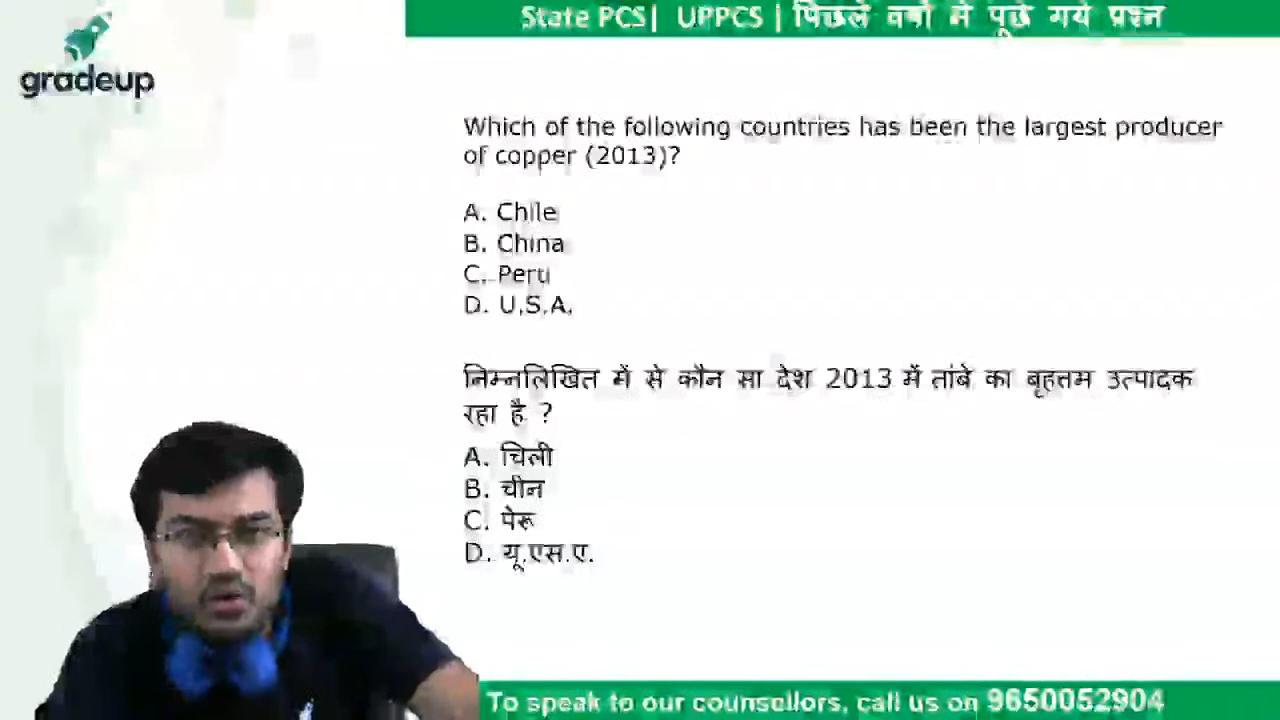 State PCS| UPPCS | पिछले वर्षो में पूछे गये प्रश्न
gradeup
Which of the following countries has been the largest producer
of copper (2013)?
A. Chile
B. China
C. Peru
D. U.S.A.
निम्नलिखित में से कौन सा देश 2013 में तांबे का बृहत्तम उत्पादक
रहा है ?
A. चिली
B. चीन
C. पेरू
D. यू.एस.ए.
To speak to our counsellors, call us on 9650052904